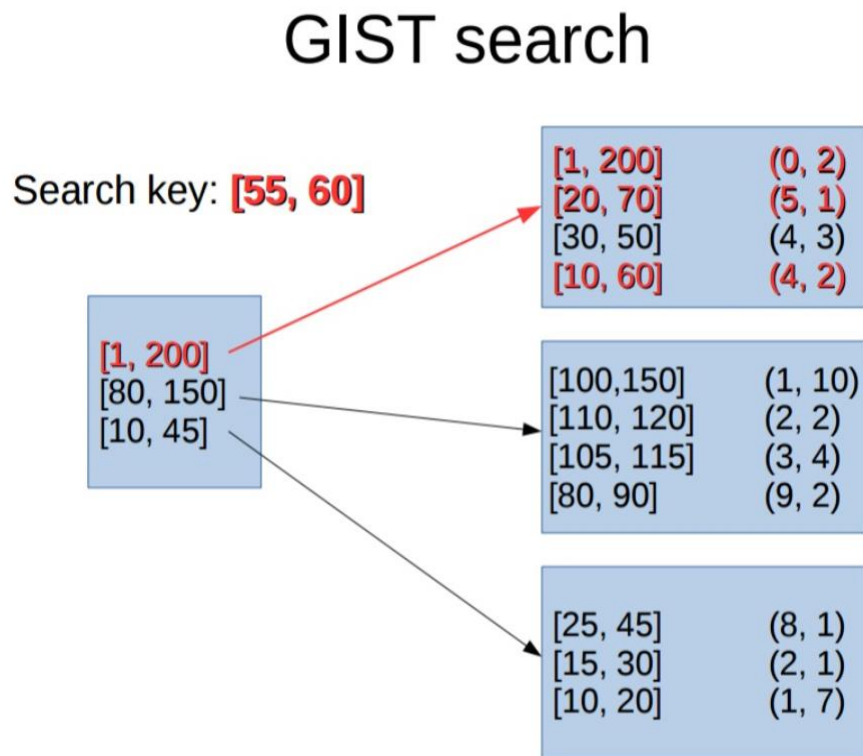 GIST search
Search key: [55, 60]
[1, 200]
[80, 150]
[10, 45]
[1, 200] (0, 2)
[20, 70] (5, 1)
[30, 50] (4, 3)
[10, 60] (4, 2)
[100,150] (1, 10)
[110, 120] (2, 2)
[105, 115] (3, 4)
[80, 90] (9, 2)
[25, 45] (8, 1)
[15, 30] (2, 1)
[10, 20] (1, 7)